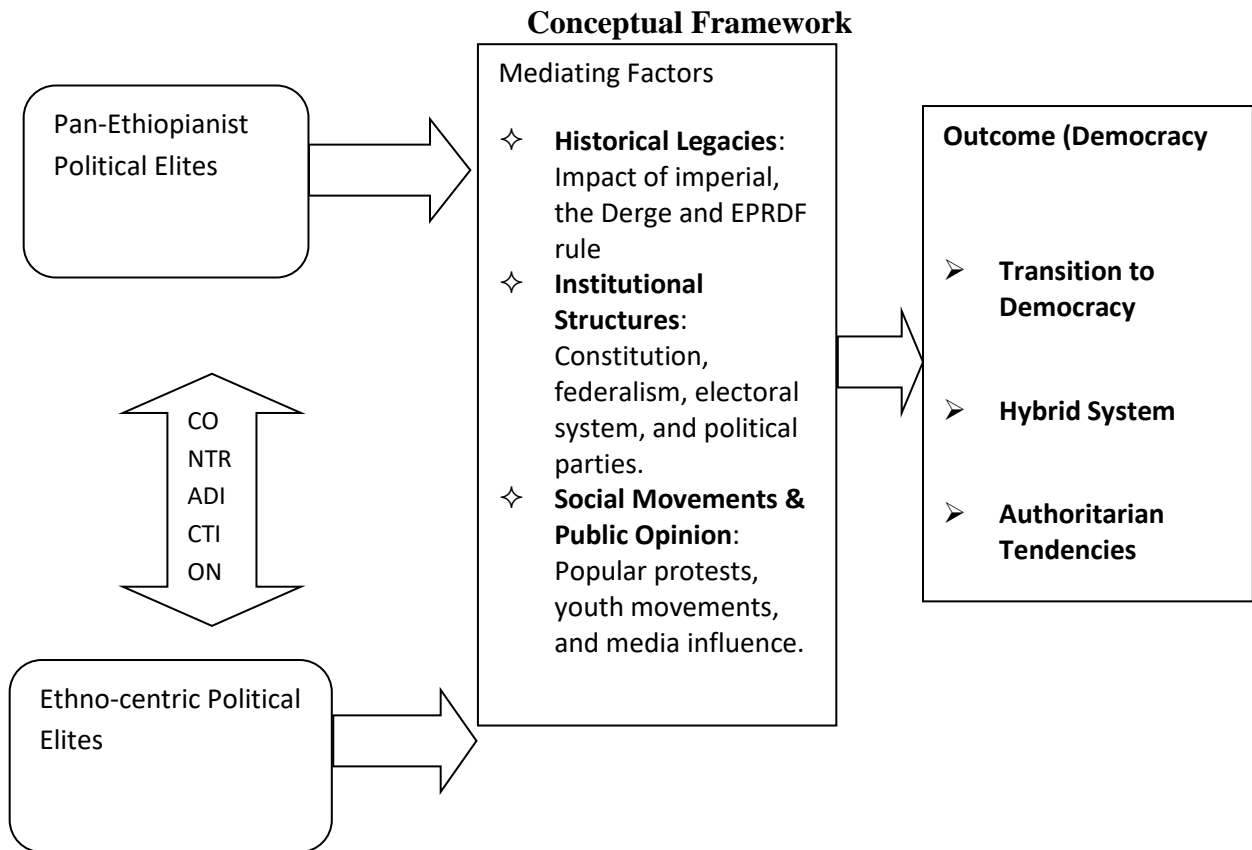 Conceptual Framework
Pan-Ethiopianist
Political Elites
CO
NTR
ADI
CTI
ON
Ethno-centric Political
Elites
Mediating Factors
✧ Historical Legacies:
Impact of imperial,
the Derge and EPRDF
rule
✧ Institutional
Structures:
Constitution,
federalism, electoral
system, and political
parties.
✧ Social Movements &
Public Opinion:
Popular protests,
youth movements,
and media influence.
Outcome (Democracy
➢ Transition to
Democracy
➢ Hybrid System
➢ Authoritarian
Tendencies